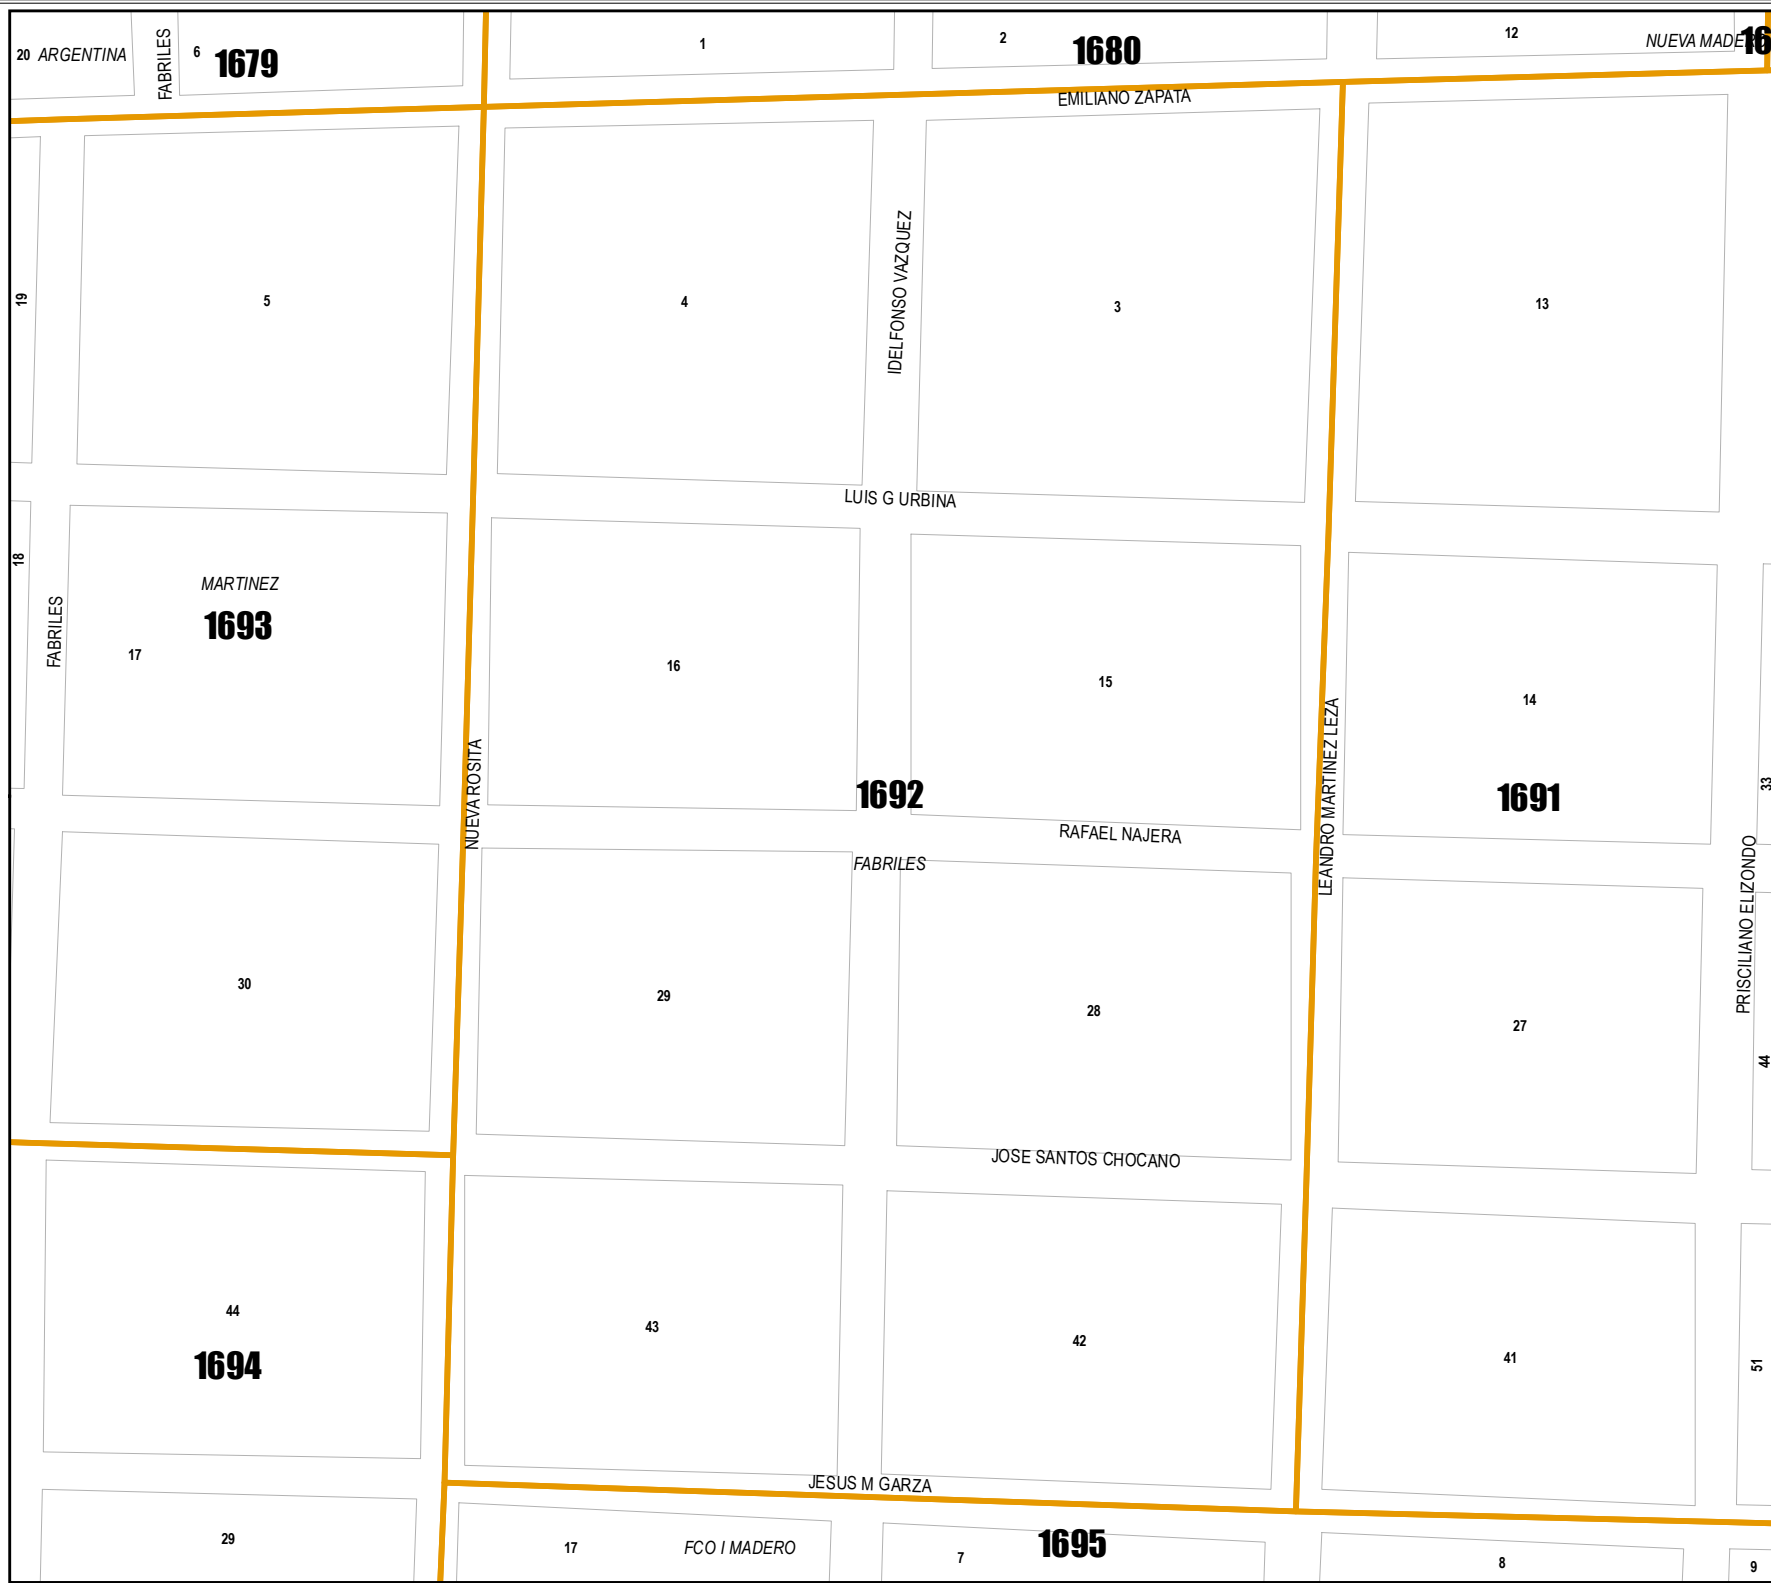 20 ARGENTINA
FABRILES
6
1679
1
2
1680
12
NUEVA MADERO
16
EMILIANO ZAPATA
19
5
4
IDELFONSO VAZQUEZ
3
13
LUIS G URBINA
18
FABRILES
MARTINEZ
1693
17
16
15
14
NUEVA ROSITA
1692
LEANDRO MARTINEZ LEZA
1691
33
RAFAEL NAJERA
FABRILES
PRISCILIANO ELIZONDO
30
29
28
27
44
JOSE SANTOS CHOCANO
44
1694
43
42
41
51
JESUS M GARZA
29
17
FCO I MADERO
7
1695
8
9